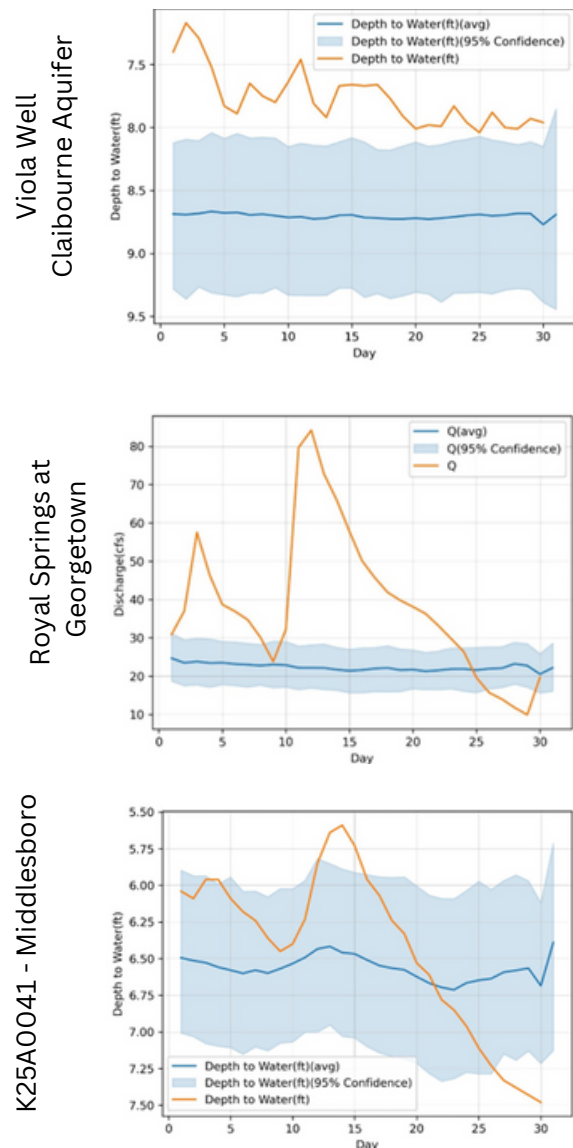 Viola Well
Claibourne Aquifer
Depth to Water(ft)
7.5
8.0
8.5
9.0
9.5
Depth to Water(ft)(avg)
Depth to Water(ft)(95% Confidence)
Depth to Water(ft)
0
5
10
15
20
25
30
Day
Royal Springs at
Georgetown
Discharge(cfs)
80
70
60
50
40
30
20
10
Q(avg)
Q(95% Confidence)
Q
0
5
10
15
20
25
30
Day
K25A0041 - Middlesboro
Depth to Water(ft)
5.50
5.75
6.00
6.25
6.50
6.75
7.00
7.25
7.50
Depth to Water(ft)(avg)
Depth to Water(ft)(95% Confidence)
Depth to Water(ft)
0
5
10
15
20
25
30
Day